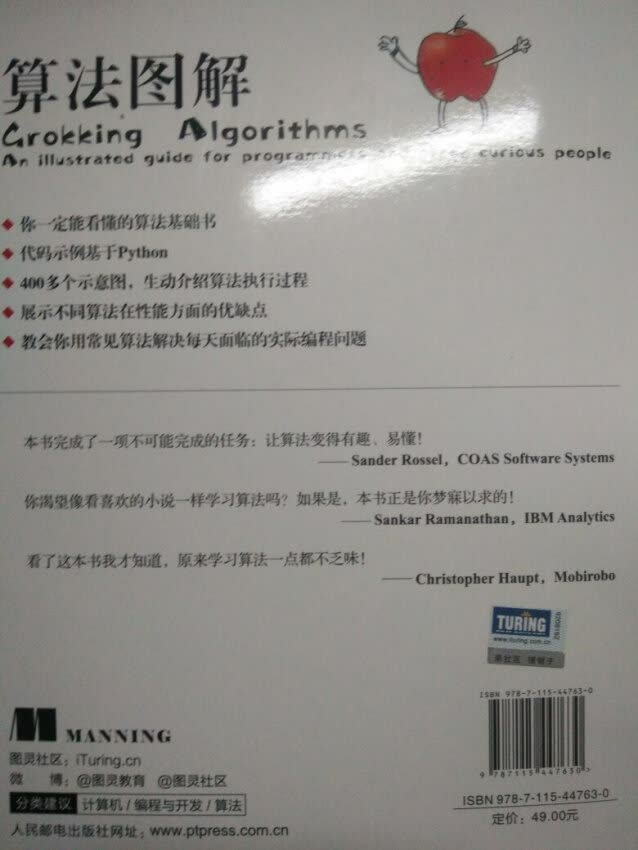 算法图解
Grokking Algorithms
An illustrated guide for programmers curious people
◆ 你一定能看懂的算法基础书
◆ 代码示例基于Python
◆ 400多个示意图，生动介绍算法执行过程
◆ 展示不同算法在性能方面的优缺点
◆ 教会你用常见算法解决每天面临的实际编程问题
本书完成了一项不可能完成的任务：让算法变得有趣、易懂！
——Sander Rossel，COAS Software Systems
你渴望像看喜欢的小说一样学习算法吗？如果是，本书正是你梦寐以求的！
——Sankar Ramanathan，IBM Analytics
看了这本书我才知道，原来学习算法一点都不乏味！
——Christopher Haupt，Mobirobo
TURING
www.ituring.com.cn
ISBN 978-7-115-44763-0
MANNING
图灵社区：iTuring.cn
微 博：@图灵教育 @图灵社区
分类建议 计算机/编程与开发/算法
人民邮电出版社网址：www.ptpress.com.cn
9 787115 447630 >
ISBN 978-7-115-44763-0
定价：49.00元